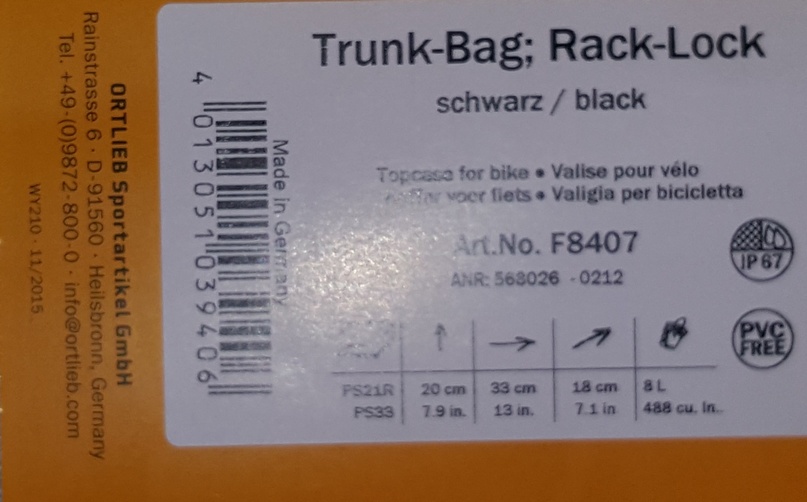 Trunk-Bag; Rack-Lock
schwarz / black
Topcase for bike • Valise pour vélo
voor fiets • Valigia per bicicletta
Art.No. F8407
ANR: 568026 -0212
IP 67
PVC
FREE
PS21R 20 cm 33 cm 18 cm 8 L
PS33 7.9 in. 13 in. 7.1 in 488 cu. in.
Made in Germany
4 013051 039406
ORTLIEB Sportartikel GmbH
Rainstrasse 6 · D-91560 · Heilsbronn, Germany
Tel. +49-(0)9872-800-0 · info@ortlieb.com
WY210 · 11/2015